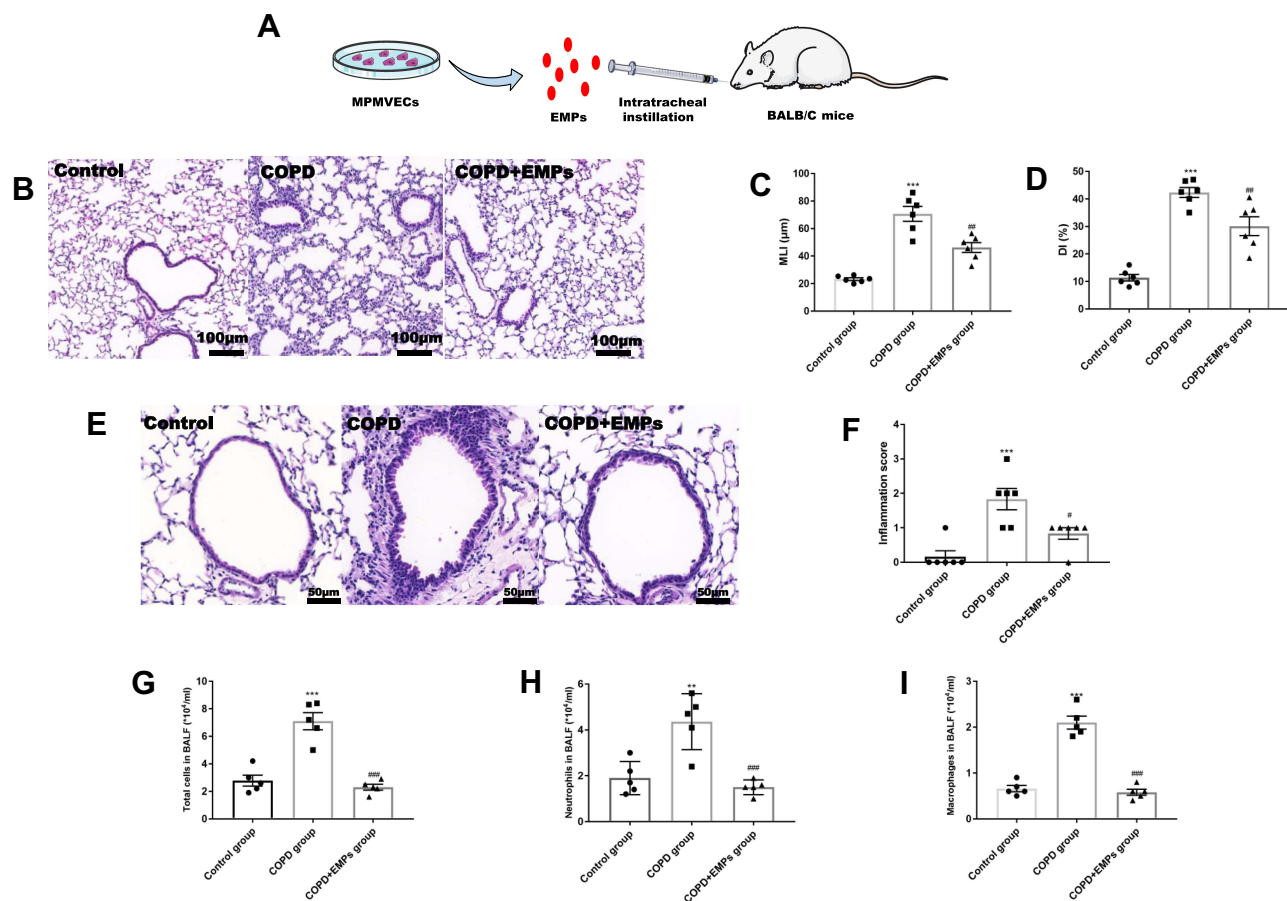 A
MPMVECs
EMPs
Intratracheal
instillation
BALB/C mice
B
Control
COPD
COPD+EMPs
100μm
100μm
100μm
C
MLI (μm)
100
80
60
40
20
0
***
##
Control group
COPD group
COPD+EMPs group
D
DI (%)
50
40
30
20
10
0
***
##
Control group
COPD group
COPD+EMPs group
E
Control
COPD
COPD+EMPs
50μm
50μm
50μm
F
Inflammation score
4
3
2
1
0
***
#
Control group
COPD group
COPD+EMPs group
G
Total cells in BALF (*10⁴/ml)
10
8
6
4
2
0
***
###
Control group
COPD group
COPD+EMPs group
H
Neutrophils in BALF (*10⁴/ml)
6
4
2
0
**
###
Control group
COPD group
COPD+EMPs group
I
Macrophages in BALF (*10⁴/ml)
3
2
1
0
***
###
Control group
COPD group
COPD+EMPs group